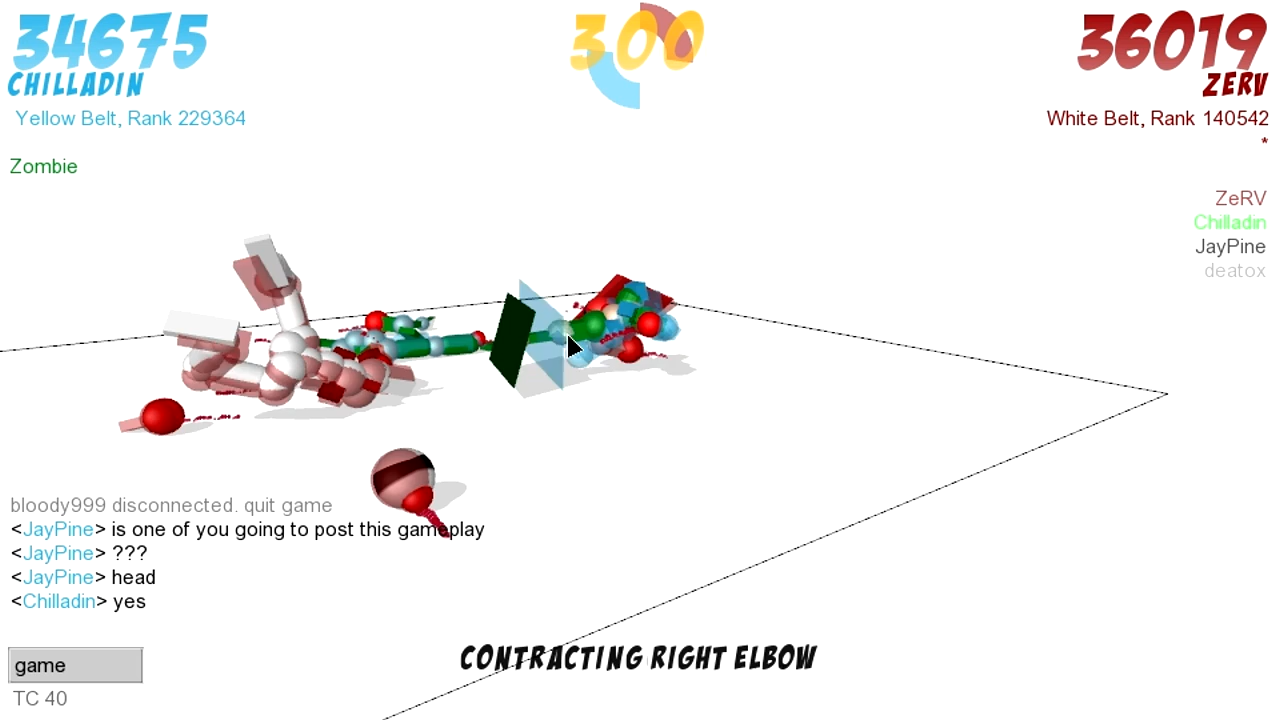 34675
CHILLADIN
Yellow Belt, Rank 229364
Zombie
300
36019
ZERV
White Belt, Rank 140542
*
ZeRV
Chilladin
JayPine
deatox
bloody999 disconnected. quit game
<JayPine> is one of you going to post this gameplay
<JayPine> ???
<JayPine> head
<Chilladin> yes
CONTRACTING RIGHT ELBOW
game
TC 40